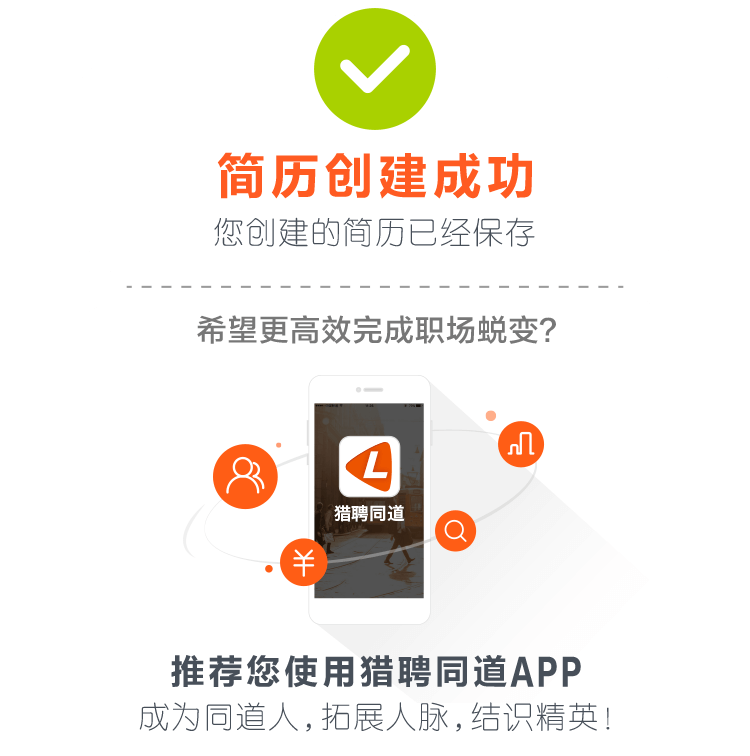 简历创建成功
您创建的简历已经保存
希望更高效完成职场蜕变?
猎聘同道
推荐您使用猎聘同道APP
成为同道人,拓展人脉,结识精英!